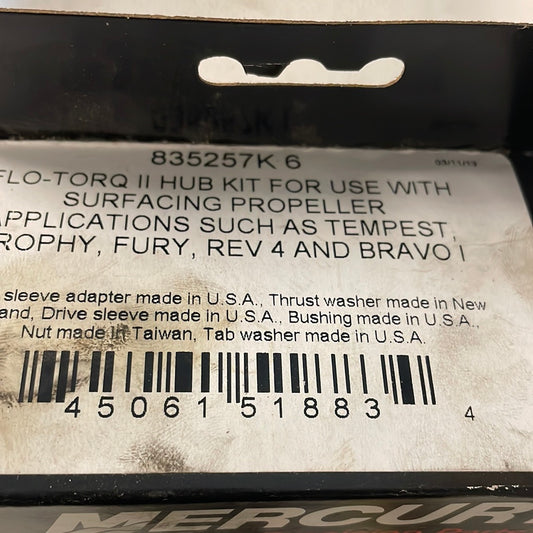 835257K 6
03/11/13
FLO-TORQ II HUB KIT FOR USE WITH
SURFACING PROPELLER
APPLICATIONS SUCH AS TEMPEST,
ROPHY, FURY, REV 4 AND BRAVO I
sleeve adapter made in U.S.A., Thrust washer made in New
and, Drive sleeve made in U.S.A., Bushing made in U.S.A.,
Nut made in Taiwan, Tab washer made in U.S.A.
45061 51883 4
MERCURY